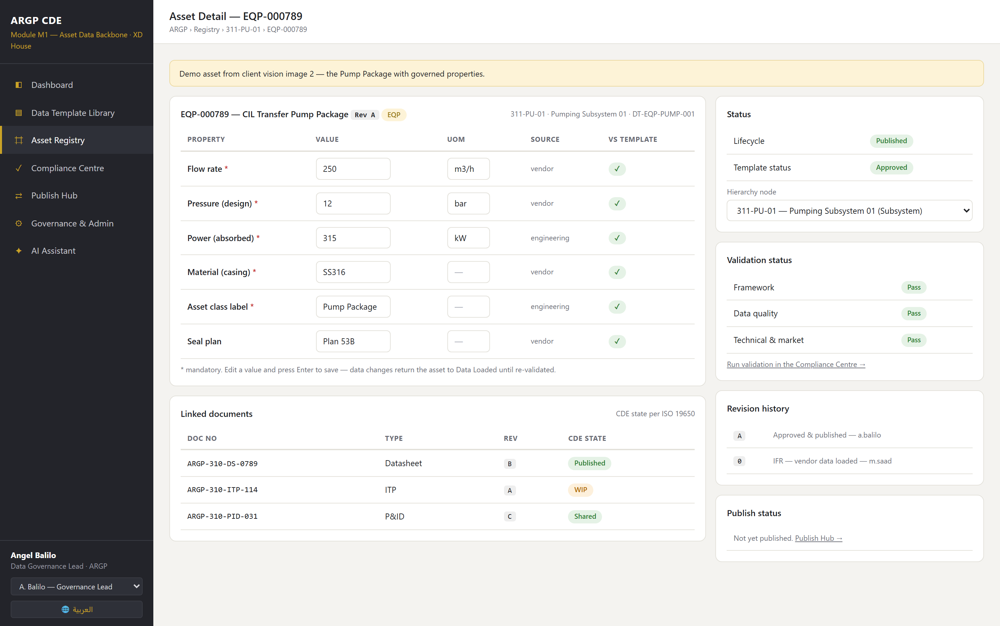 ARGP CDE
Module M1 — Asset Data Backbone · XD
House
Dashboard
Data Template Library
Asset Registry
Compliance Centre
Publish Hub
Governance & Admin
AI Assistant
Angel Balilo
Data Governance Lead · ARGP
A. Balilo — Governance Lead
العربية
Asset Detail — EQP-000789
ARGP › Registry › 311-PU-01 › EQP-000789
Demo asset from client vision image 2 — the Pump Package with governed properties.
EQP-000789 — CIL Transfer Pump Package Rev A EQP 311-PU-01 · Pumping Subsystem 01 · DT-EQP-PUMP-001
PROPERTY VALUE UOM SOURCE VS TEMPLATE
Flow rate * 250 m3/h vendor ✓
Pressure (design) * 12 bar vendor ✓
Power (absorbed) * 315 kW engineering ✓
Material (casing) * SS316 — vendor ✓
Asset class label * Pump Package — engineering ✓
Seal plan Plan 53B — vendor ✓
* mandatory. Edit a value and press Enter to save — data changes return the asset to Data Loaded until re-validated.
Linked documents CDE state per ISO 19650
DOC NO TYPE REV CDE STATE
ARGP-310-DS-0789 Datasheet B Published
ARGP-310-ITP-114 ITP A WIP
ARGP-310-PID-031 P&ID C Shared
Status
Lifecycle Published
Template status Approved
Hierarchy node
311-PU-01 — Pumping Subsystem 01 (Subsystem)
Validation status
Framework Pass
Data quality Pass
Technical & market Pass
Run validation in the Compliance Centre →
Revision history
A Approved & published — a.balilo
0 IFR — vendor data loaded — m.saad
Publish status
Not yet published. Publish Hub →